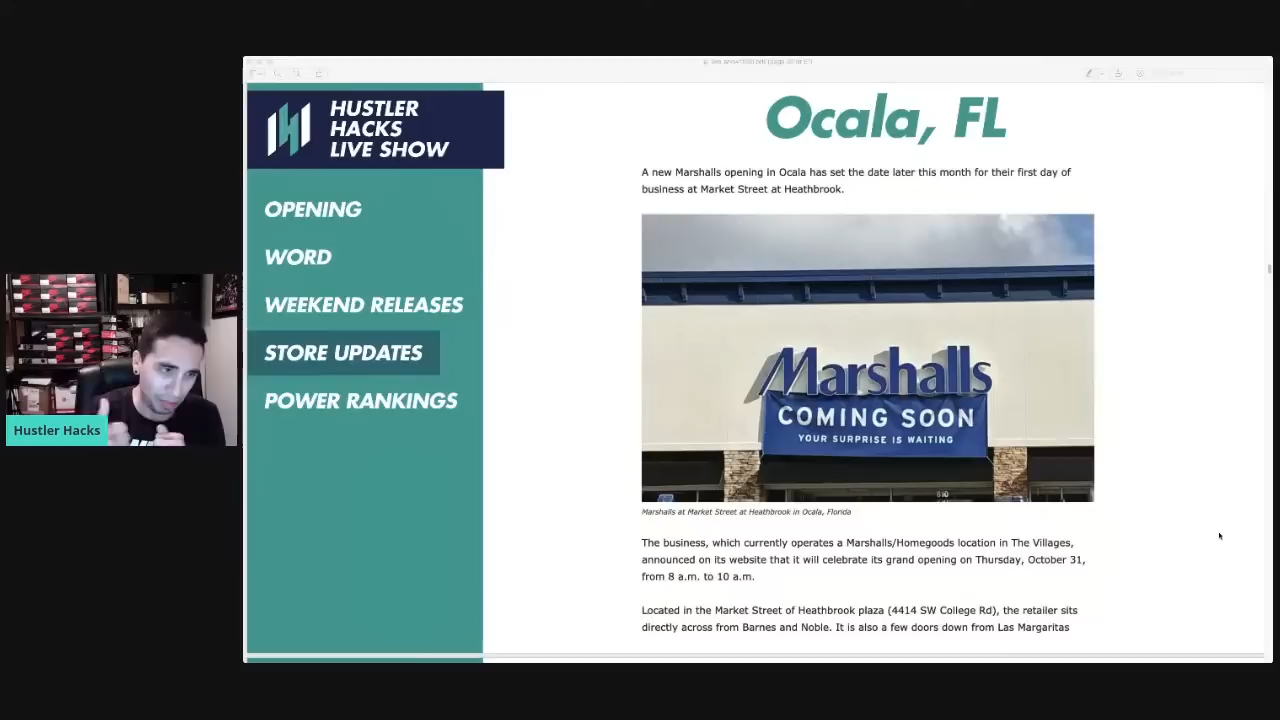 HUSTLER
HACKS
LIVE SHOW
OPENING
WORD
WEEKEND RELEASES
STORE UPDATES
POWER RANKINGS
Hustler Hacks
Ocala, FL
A new Marshalls opening in Ocala has set the date later this month for their first day of
business at Market Street at Heathbrook.
Marshalls
COMING SOON
YOUR SURPRISE IS WAITING
Marshalls at Market Street at Heathbrook in Ocala, Florida
The business, which currently operates a Marshalls/Homegoods location in The Villages,
announced on its website that it will celebrate its grand opening on Thursday, October 31,
from 8 a.m. to 10 a.m.
Located in the Market Street of Heathbrook plaza (4414 SW College Rd), the retailer sits
directly across from Barnes and Noble. It is also a few doors down from Las Margaritas